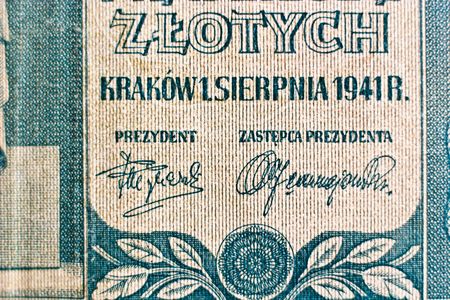 ZŁOTYCH
KRAKÓW 1. SIERPNIA 1941 R.
PREZYDENT ZASTĘPCA PREZYDENTA